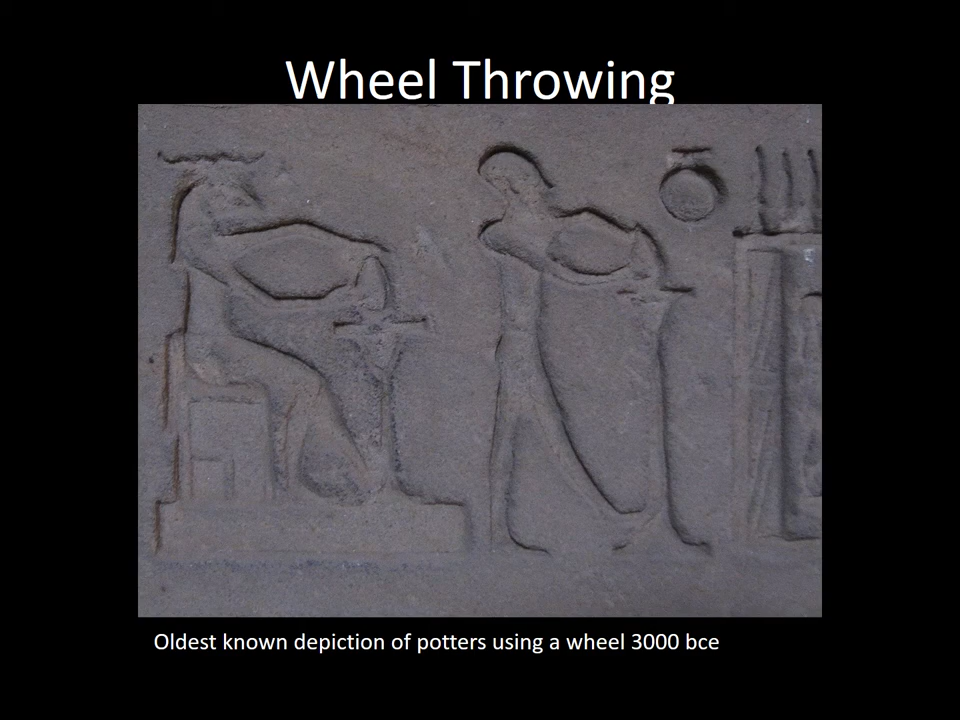 Wheel Throwing
Oldest known depiction of potters using a wheel 3000 bce